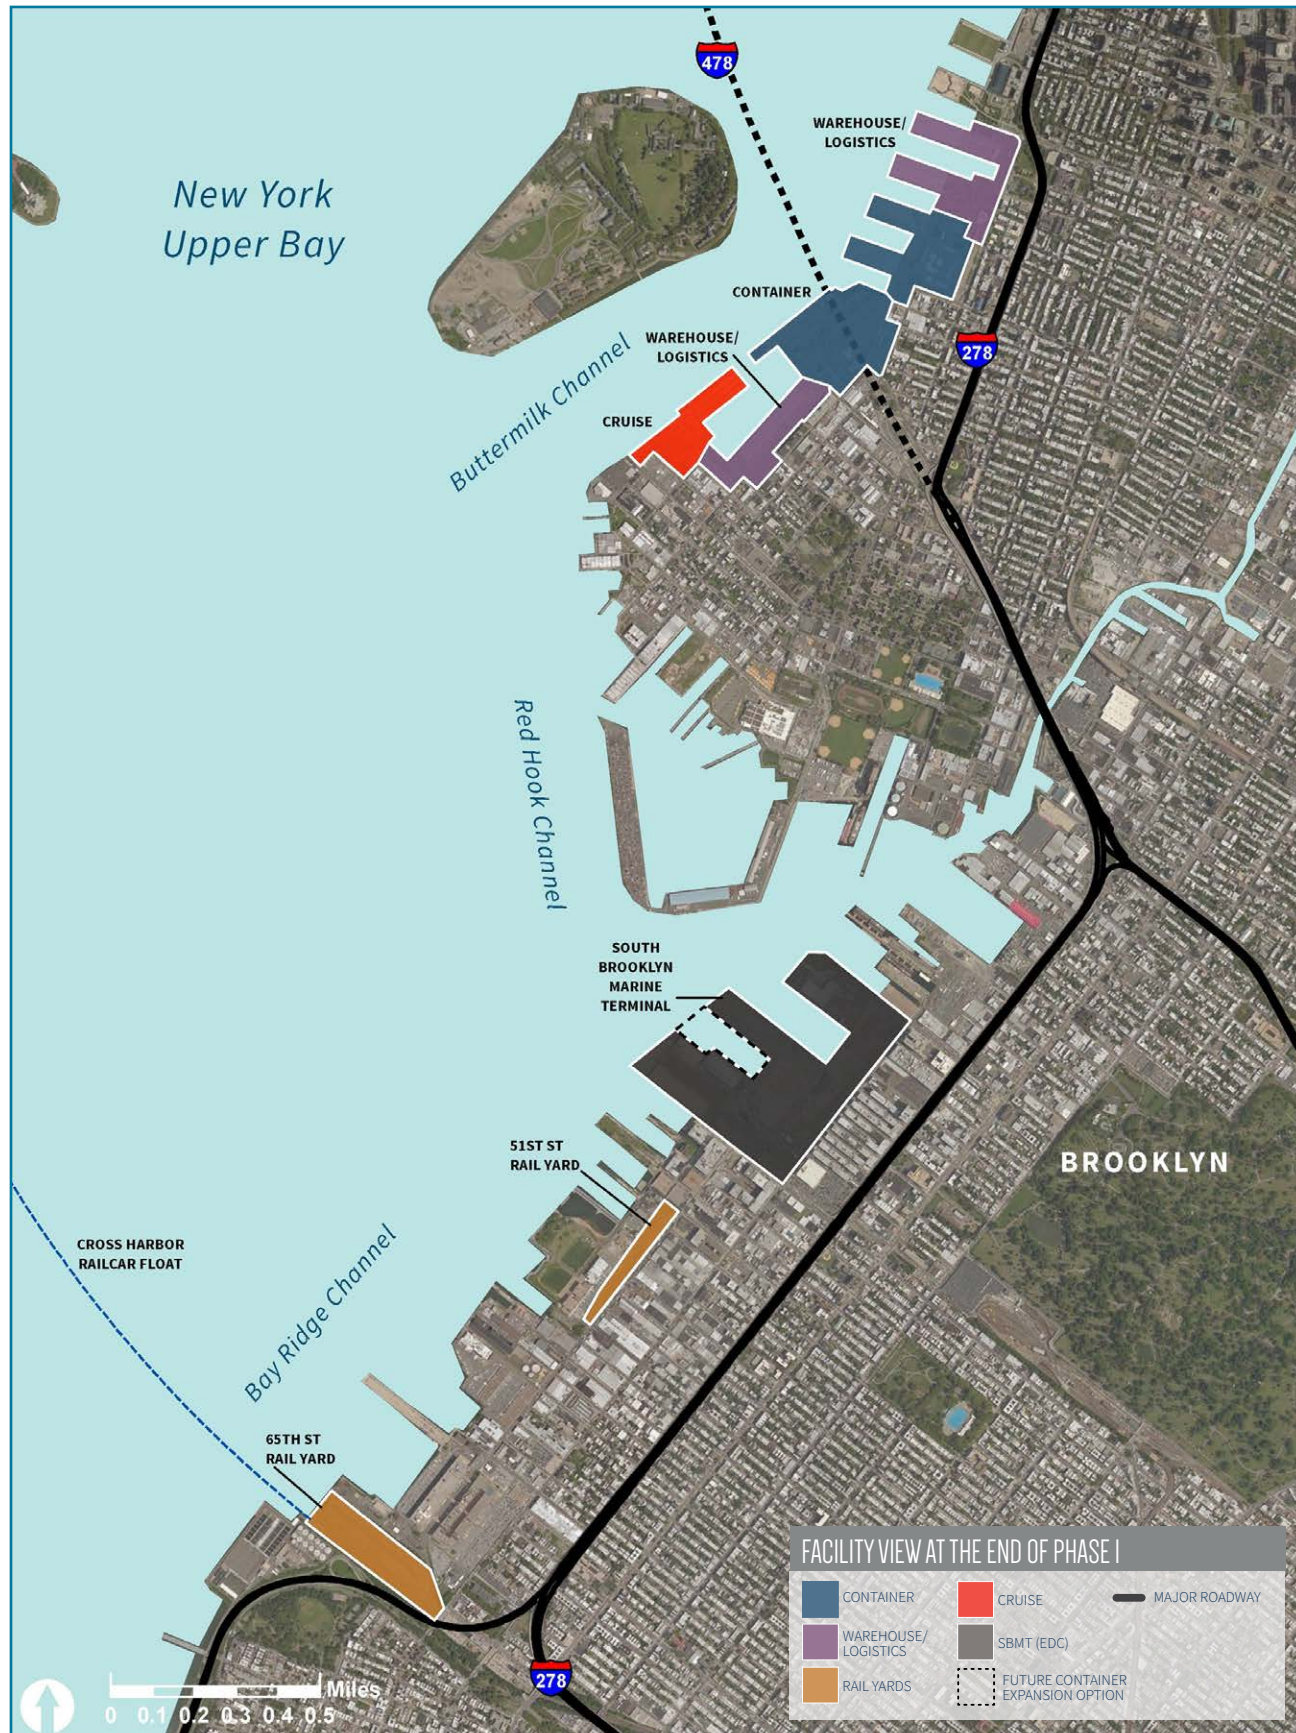 478
WAREHOUSE/
LOGISTICS
New York
Upper Bay
CONTAINER
WAREHOUSE/
LOGISTICS
278
Buttermilk Channel
CRUISE
Red Hook Channel
SOUTH
BROOKLYN
MARINE
TERMINAL
51ST ST
RAIL YARD
BROOKLYN
CROSS HARBOR
RAILCAR FLOAT
Bay Ridge Channel
65TH ST
RAIL YARD
FACILITY VIEW AT THE END OF PHASE I
CONTAINER
WAREHOUSE/
LOGISTICS
RAIL YARDS
CRUISE
SBMT (EDC)
FUTURE CONTAINER
EXPANSION OPTION
MAJOR ROADWAY
278
Miles
0 0.1 0.2 0.3 0.4 0.5